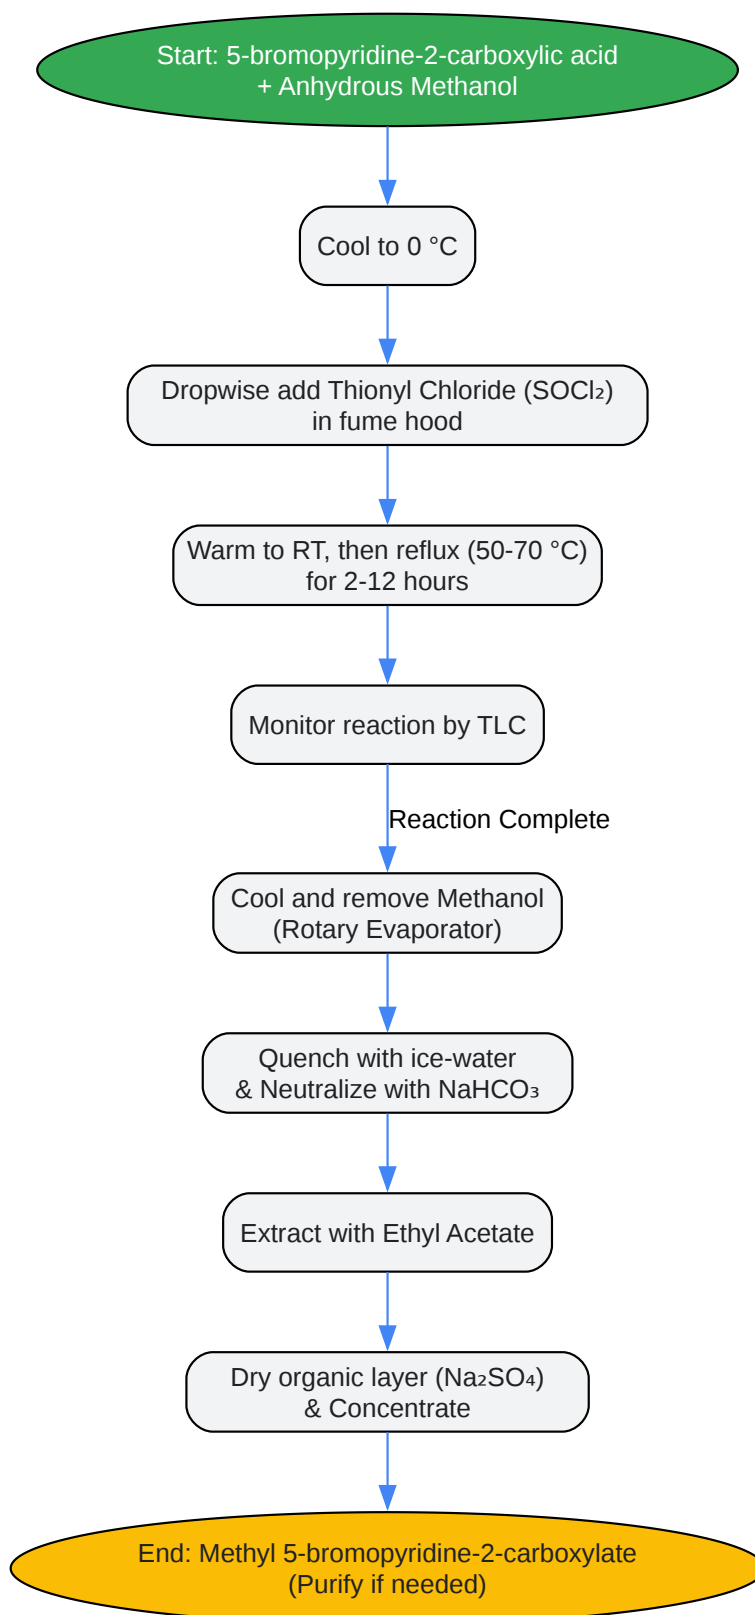 Start: 5-bromopyridine-2-carboxylic acid
+ Anhydrous Methanol
Cool to 0 °C
Dropwise add Thionyl Chloride (SOCl₂)
in fume hood
Warm to RT, then reflux (50-70 °C)
for 2-12 hours
Monitor reaction by TLC
Reaction Complete
Cool and remove Methanol
(Rotary Evaporator)
Quench with ice-water
& Neutralize with NaHCO₃
Extract with Ethyl Acetate
Dry organic layer (Na₂SO₄)
& Concentrate
End: Methyl 5-bromopyridine-2-carboxylate
(Purify if needed)